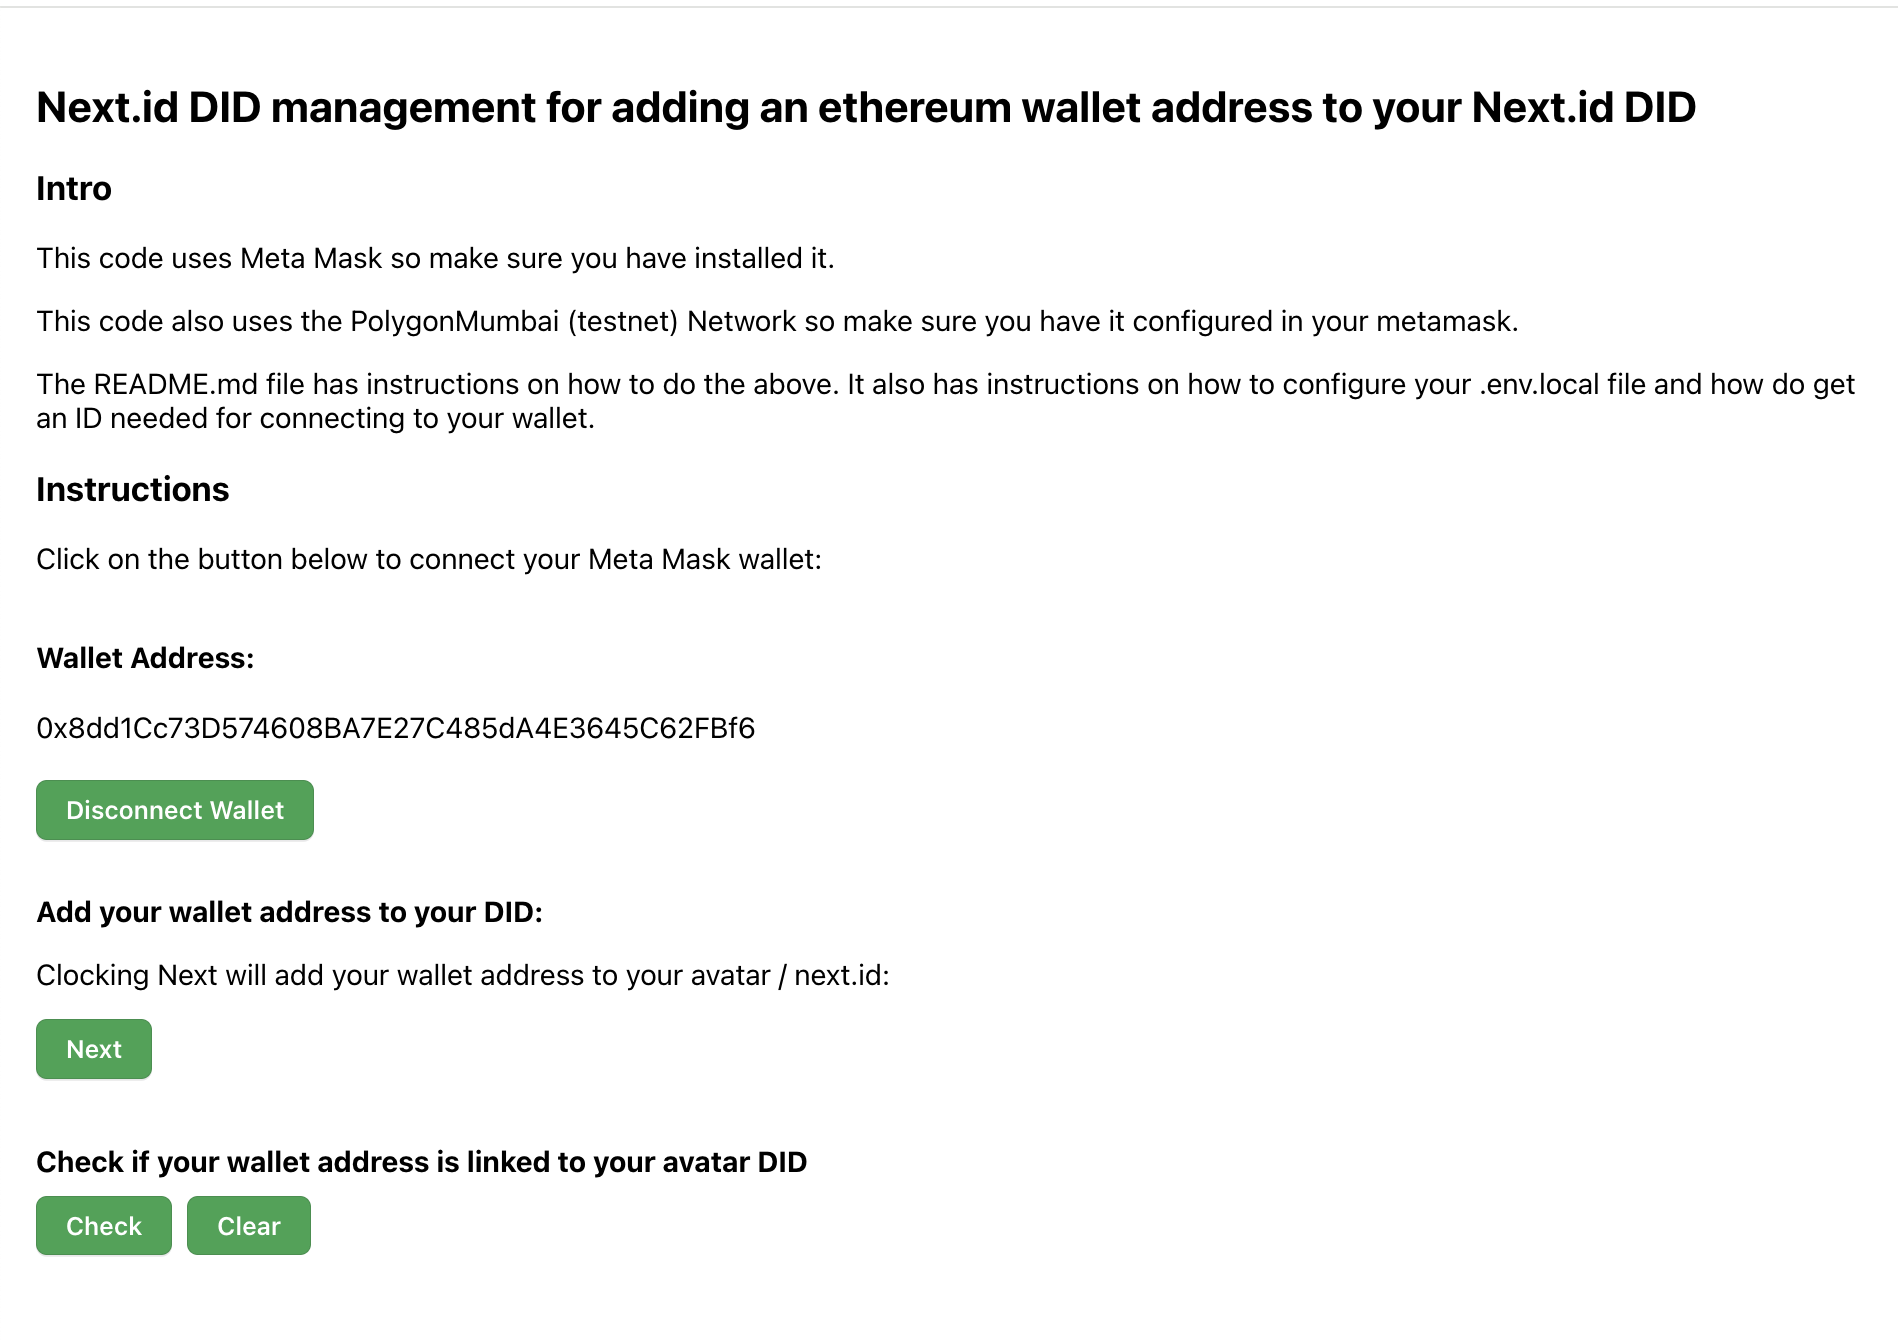 Next.id DID management for adding an ethereum wallet address to your Next.id DID
Intro
This code uses Meta Mask so make sure you have installed it.
This code also uses the PolygonMumbai (testnet) Network so make sure you have it configured in your metamask.
The README.md file has instructions on how to do the above. It also has instructions on how to configure your .env.local file and how do get
an ID needed for connecting to your wallet.
Instructions
Click on the button below to connect your Meta Mask wallet:
Wallet Address:
0x8dd1Cc73D574608BA7E27C485dA4E3645C62FBf6
Disconnect Wallet
Add your wallet address to your DID:
Clocking Next will add your wallet address to your avatar / next.id:
Next
Check if your wallet address is linked to your avatar DID
Check Clear